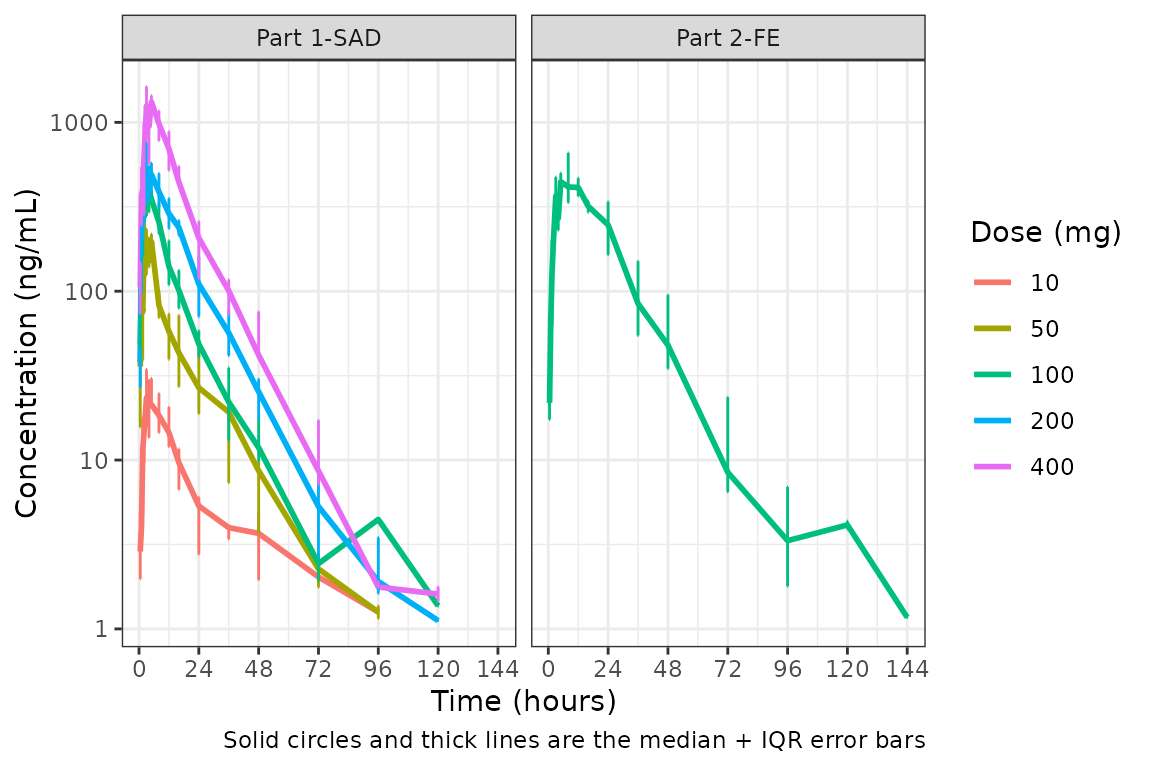 Part 1-SAD
Part 2-FE
Concentration (ng/mL)
1000
100
10
1
0 24 48 72 96 120 144
0 24 48 72 96 120 144
Time (hours)
Dose (mg)
10
50
100
200
400
Solid circles and thick lines are the median + IQR error bars